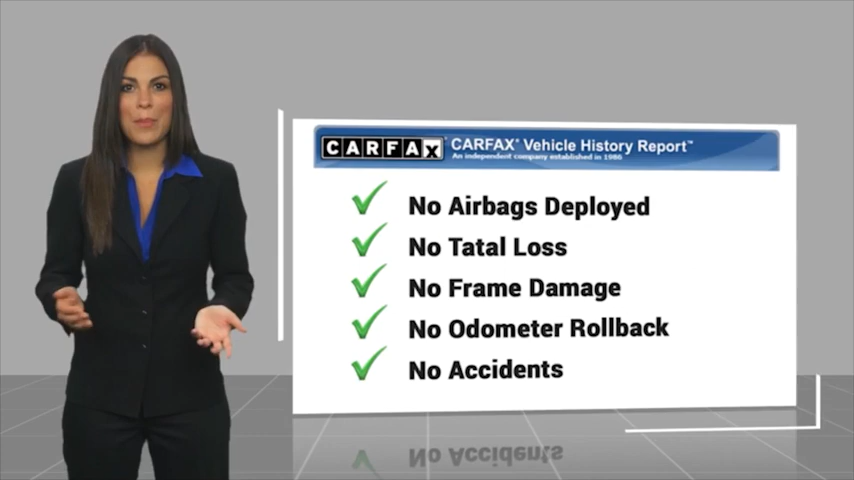 CARFAX CARFAX® Vehicle History Report™
An independent company established in 1986
No Airbags Deployed
No Tatal Loss
No Frame Damage
No Odometer Rollback
No Accidents
No Accidents